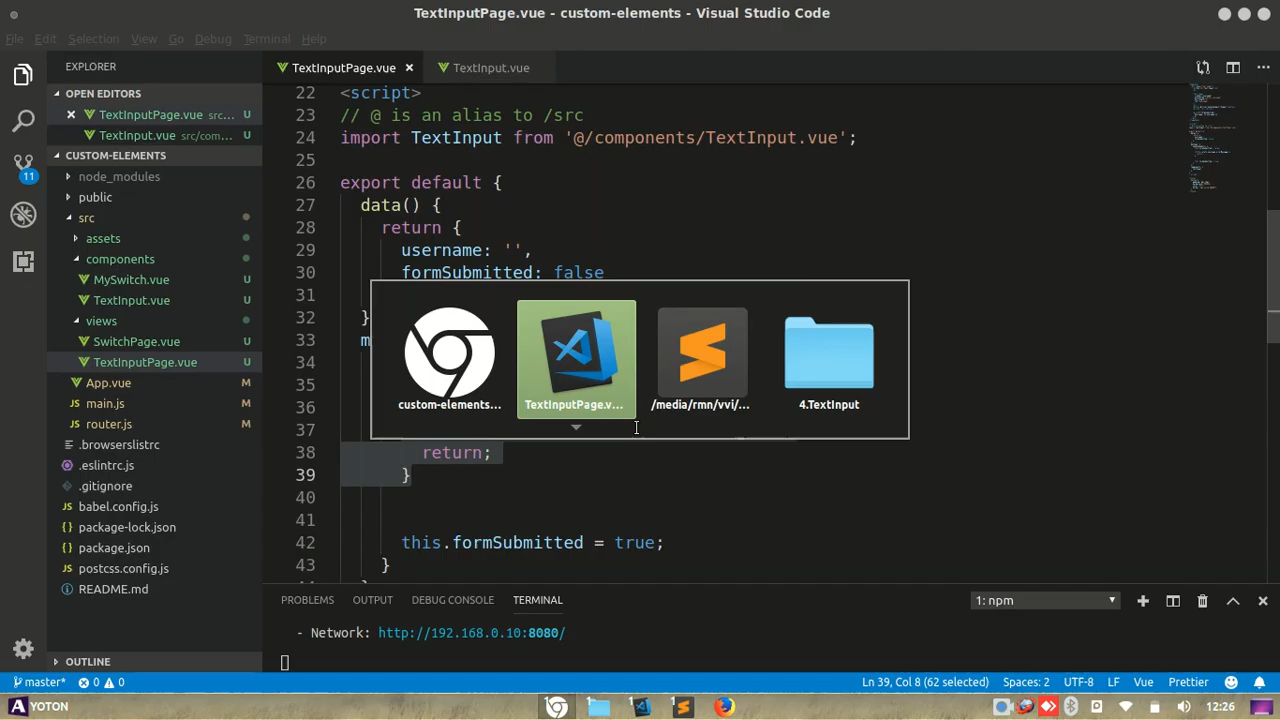 TextInputPage.vue - custom-elements - Visual Studio Code
File Edit Selection View Go Debug Terminal Help
EXPLORER
OPEN EDITORS
TextInputPage.vue src... U
TextInput.vue src/com... U
CUSTOM-ELEMENTS
node_modules
public
src
assets
components
MySwitch.vue U
TextInput.vue U
views
SwitchPage.vue U
TextInputPage.vue U
App.vue M
main.js M
router.js M
.browserslistrc
.eslintrc.js
.gitignore
babel.config.js
package-lock.json
package.json
postcss.config.js
README.md
OUTLINE
11
TextInputPage.vue
TextInput.vue
22 <script>
23 // @ is an alias to /src
24 import TextInput from '@/components/TextInput.vue';
25
26 export default {
27 data() {
28 return {
29 username: '',
30 formSubmitted: false
31
32 }
33 m
34
35
36
37
38 return;
39 }
40
41
42 this.formSubmitted = true;
43 }
custom-elements...
TextInputPage.v...
/media/rmn/vvi/...
4.TextInput
PROBLEMS OUTPUT DEBUG CONSOLE TERMINAL
1: npm
- Network: http://192.168.0.10:8080/
master* 0 0
Ln 39, Col 8 (62 selected) Spaces: 2 UTF-8 LF Vue Prettier
YOTON
12:26